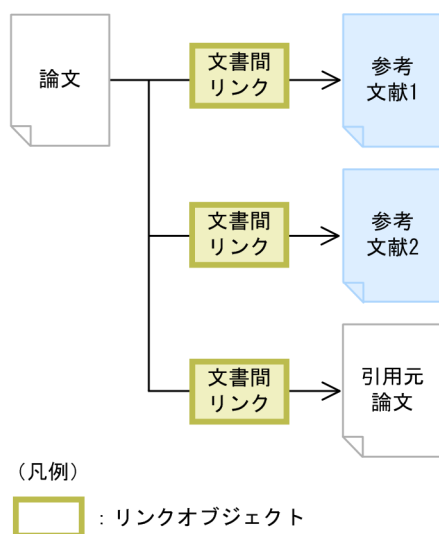 論文
文書間
リンク
参考
文献1
文書間
リンク
参考
文献2
文書間
リンク
引用元
論文
（凡例）
：リンクオブジェクト